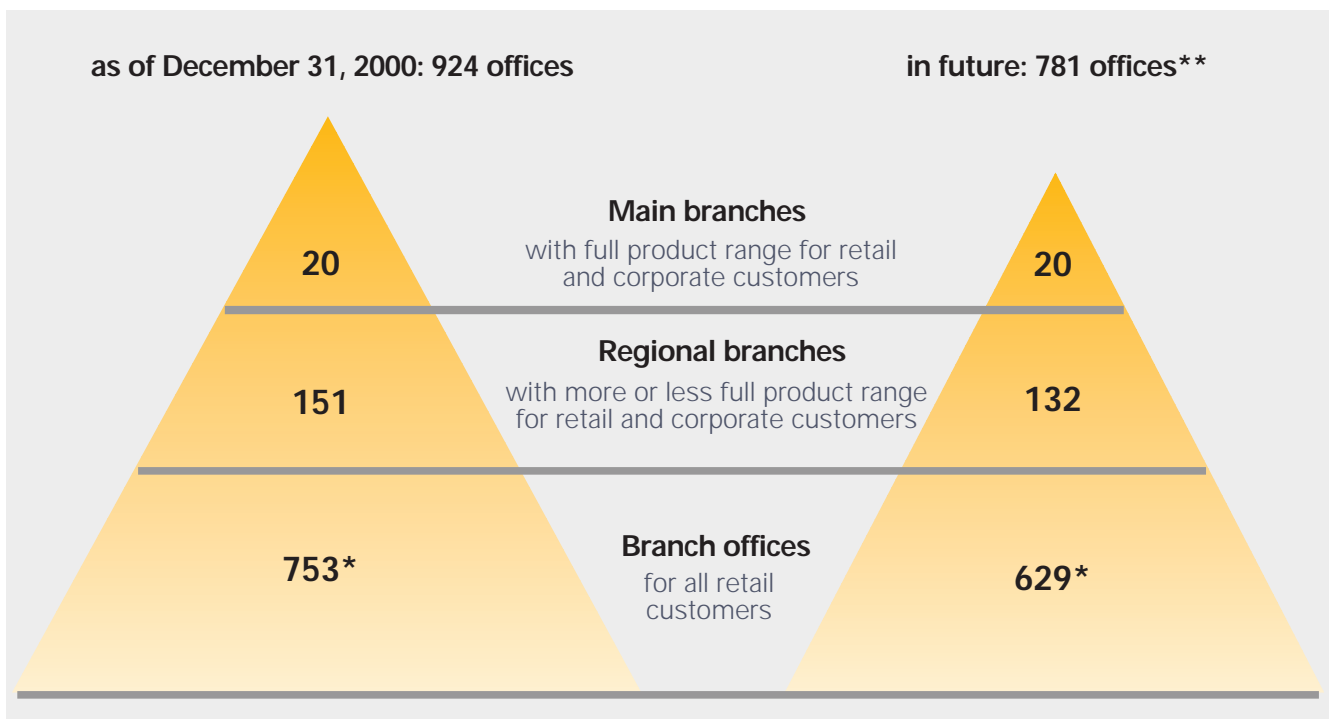 as of December 31, 2000: 924 offices
in future: 781 offices**
Main branches
with full product range for retail
and corporate customers
20
20
Regional branches
with more or less full product range
for retail and corporate customers
151
132
Branch offices
for all retail
customers
753*
629*